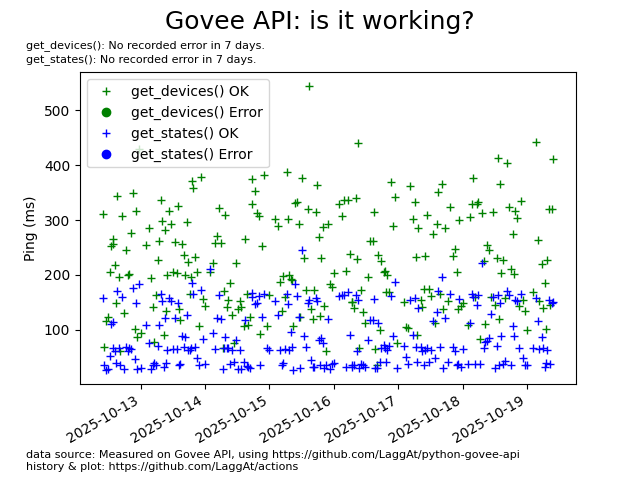 Govee API: is it working?
get_devices(): No recorded error in 7 days.
get_states(): No recorded error in 7 days.
get_devices() OK
get_devices() Error
get_states() OK
get_states() Error
Ping (ms)
500
400
300
200
100
2025-10-13
2025-10-14
2025-10-15
2025-10-16
2025-10-17
2025-10-18
2025-10-19
data source: Measured on Govee API, using https://github.com/LaggAt/python-govee-api
history & plot: https://github.com/LaggAt/actions